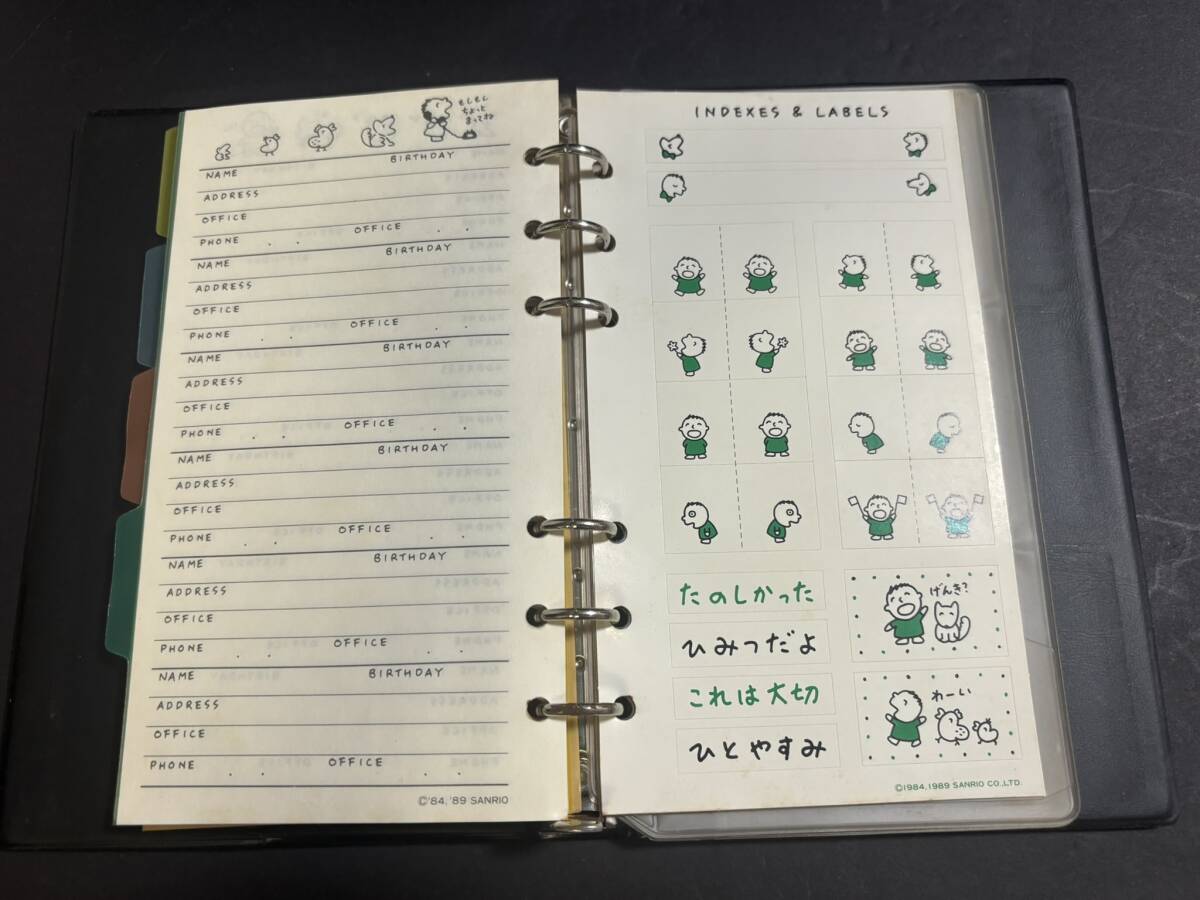 もしもし
ちょっと
まってね
BIRTHDAY
NAME
ADDRESS
OFFICE
PHONE . . OFFICE . .
BIRTHDAY
NAME
ADDRESS
OFFICE
PHONE . . OFFICE . .
BIRTHDAY
NAME
ADDRESS
OFFICE
PHONE . . OFFICE . .
BIRTHDAY
NAME
ADDRESS
OFFICE
PHONE . . OFFICE . .
BIRTHDAY
NAME
ADDRESS
OFFICE
PHONE . . OFFICE . .
BIRTHDAY
NAME
ADDRESS
OFFICE
PHONE . . OFFICE . .
©'84,'89 SANRIO
INDEXES & LABELS
たのしかった
ひみつだよ
これは大切
ひとやすみ
げんき?
わーい
©1984,1989 SANRIO CO.,LTD.